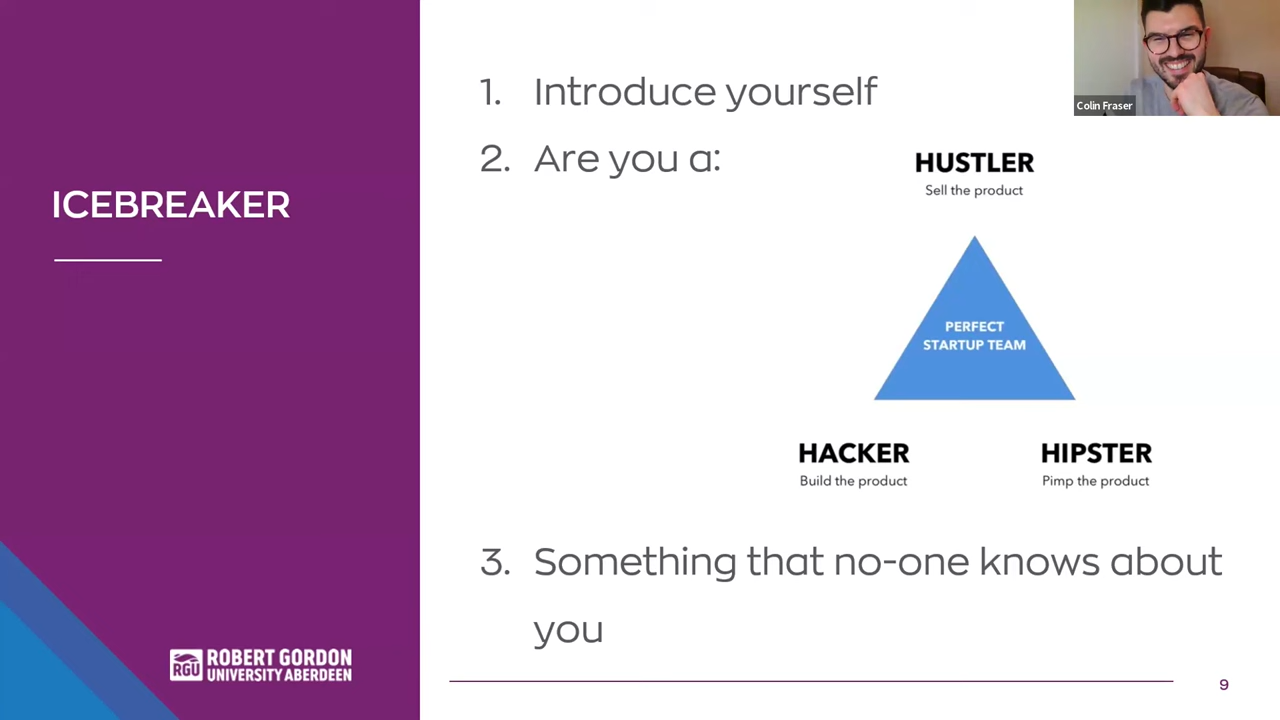 Colin Fraser
ICEBREAKER
1. Introduce yourself
2. Are you a:
HUSTLER
Sell the product
PERFECT
STARTUP TEAM
HACKER
Build the product
HIPSTER
Pimp the product
3. Something that no-one knows about
you
RGU
ROBERT GORDON
UNIVERSITY ABERDEEN
9